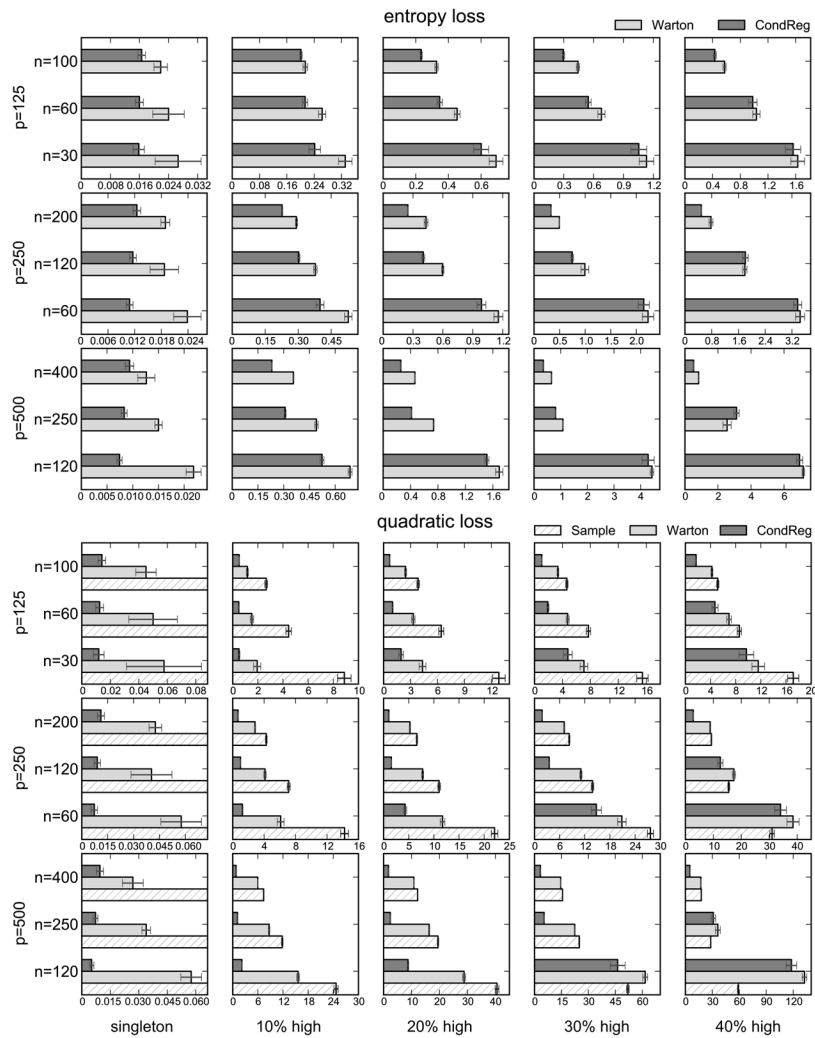 entropy loss
Warton CondReg
p=125
n=100
n=60
n=30
0 0.008 0.016 0.024 0.032
0 0.08 0.16 0.24 0.32
0 0.2 0.4 0.6
0 0.3 0.6 0.9 1.2
0 0.4 0.8 1.2 1.6
p=250
n=200
n=120
n=60
0 0.006 0.012 0.018 0.024
0 0.15 0.30 0.45
0 0.3 0.6 0.9 1.2
0 0.5 1.0 1.5 2.0
0 0.8 1.6 2.4 3.2
p=500
n=400
n=250
n=120
0 0.005 0.010 0.015 0.020
0 0.15 0.30 0.45 0.60
0 0.4 0.8 1.2 1.6
0 1 2 3 4
0 2 4 6
quadratic loss
Sample Warton CondReg
p=125
n=100
n=60
n=30
0 0.02 0.04 0.06 0.08
0 2 4 6 8 10
0 3 6 9 12
0 4 8 12 16
0 4 8 12 16 20
p=250
n=200
n=120
n=60
0 0.015 0.030 0.045 0.060
0 4 8 12 16
0 5 10 15 20 25
0 6 12 18 24 30
0 10 20 30 40
p=500
n=400
n=250
n=120
0 0.015 0.030 0.045 0.060
0 6 12 18 24 30
0 10 20 30 40
0 15 30 45 60
0 30 60 90 120
singleton 10% high 20% high 30% high 40% high